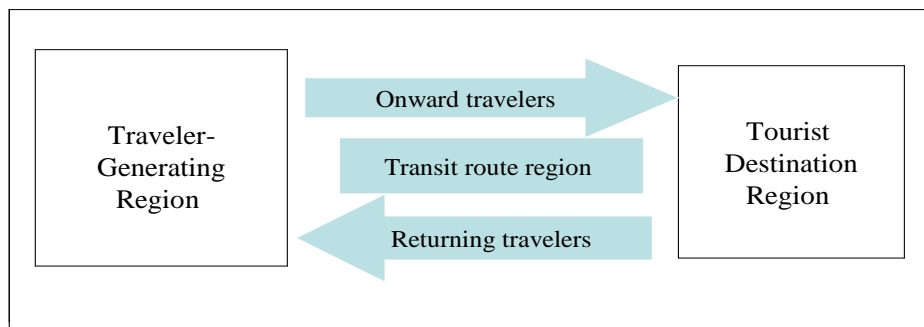 Traveler-
Generating
Region
Onward travelers
Transit route region
Returning travelers
Tourist
Destination
Region